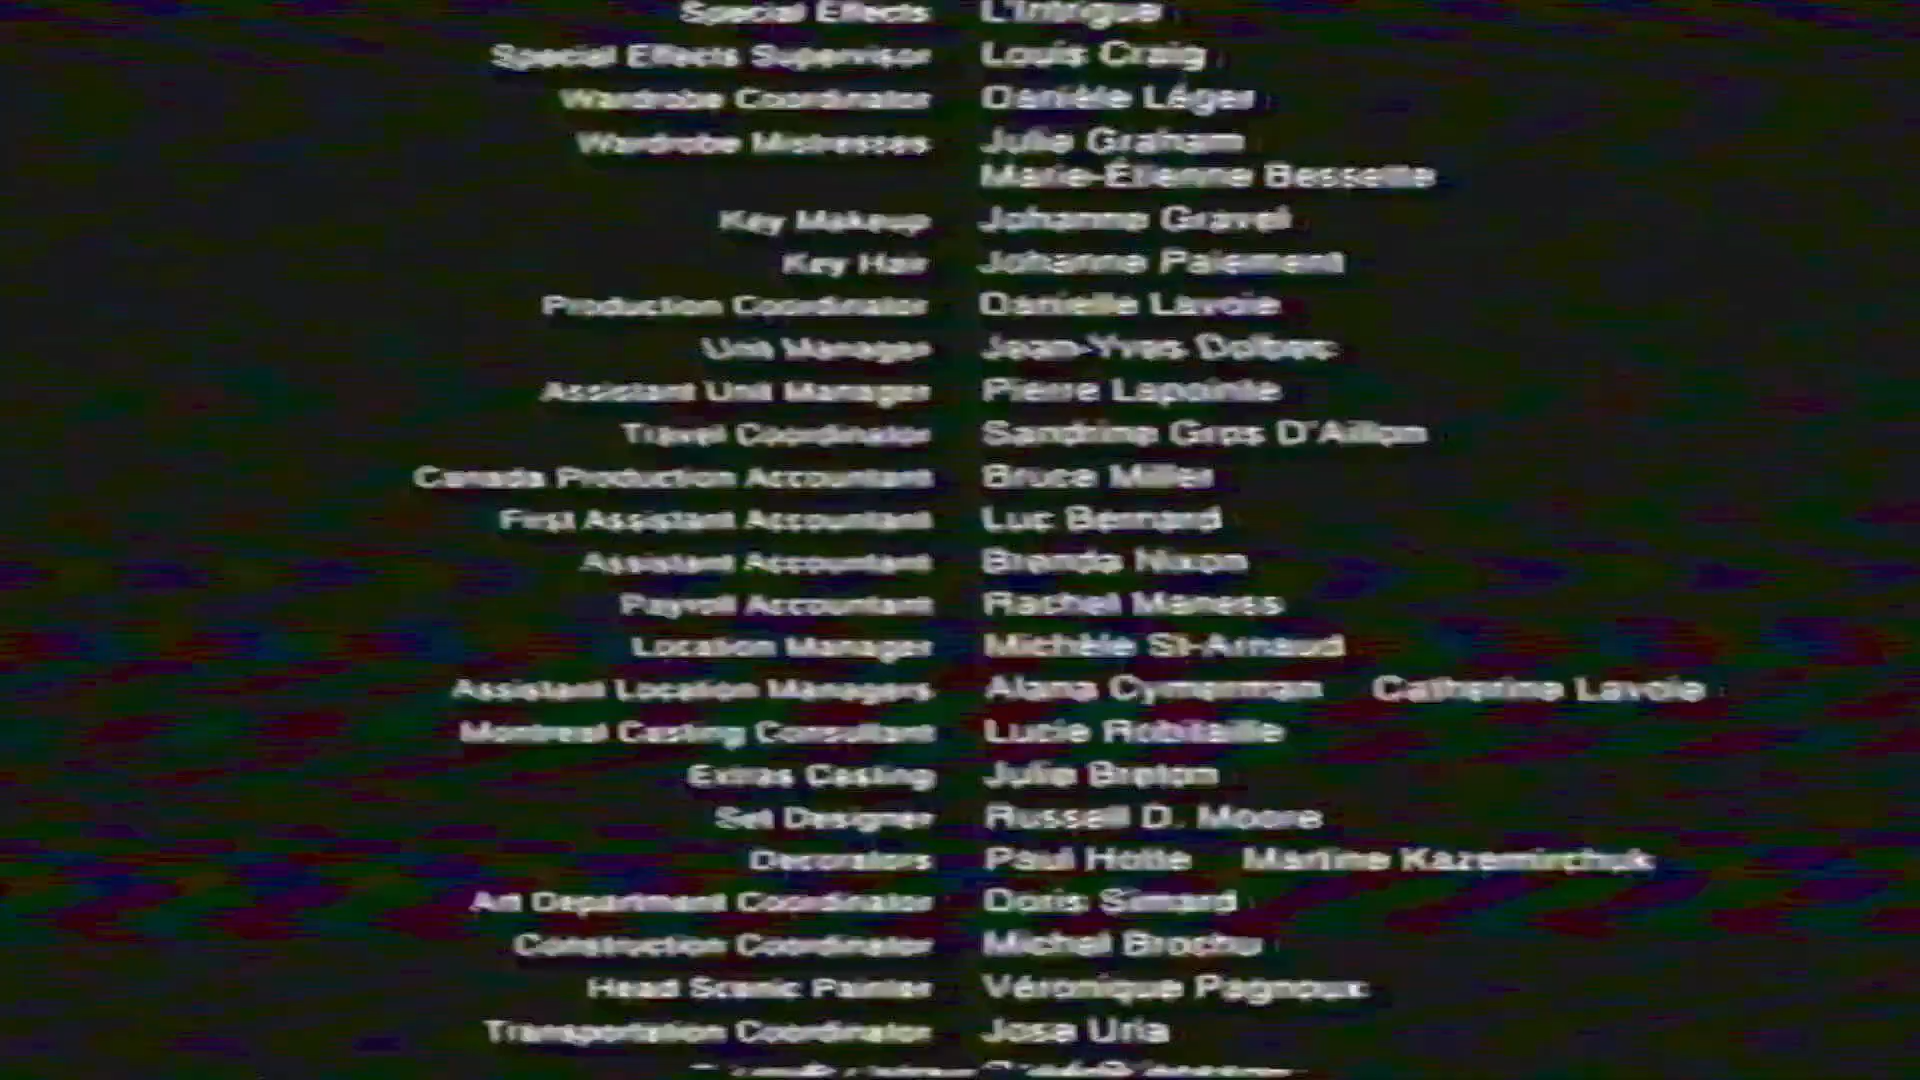 Special Effects L'Intrigue
Special Effects Supervisor Louis Craig
Wardrobe Coordinator Danièle Léger
Wardrobe Mistresses Julie Graham
Marie-Étienne Bessette
Key Makeup Johanne Gravel
Key Hair Johanne Paiement
Production Coordinator Danielle Lavoie
Unit Manager Jean-Yves Dolbec
Assistant Unit Manager Pierre Lapointe
Travel Coordinator Sandrine Gros D'Aillon
Canada Production Accountant Bruce Miller
First Assistant Accountant Luc Bernard
Assistant Accountant Brenda Nixon
Payroll Accountant Rachel Maness
Location Manager Michèle St-Arnaud
Assistant Location Managers Alana Cymerman Catherine Lavoie
Montreal Casting Consultant Lucie Robitaille
Extras Casting Julie Breton
Set Designer Russell D. Moore
Decorators Paul Hotte Martine Kazemirchuk
Art Department Coordinator Doris Simard
Construction Coordinator Michel Brochu
Head Scenic Painter Véronique Pagnoux
Transportation Coordinator Jose Uria